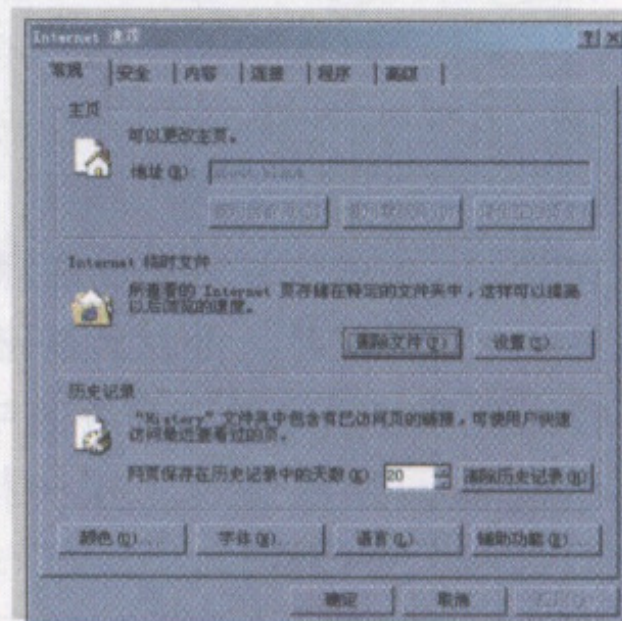 Internet 选项
常规 安全 内容 连接 程序 高级
主页
可以更改主页。
地址(R):
Internet 临时文件
所查看的 Internet 页存储在特定的文件夹中，这样可以提高
以后浏览的速度。
删除文件(F)... 设置(S)...
历史记录
“History”文件夹中包含有已访问页的链接，可使用户快速
访问最近查看过的页。
网页保存在历史记录中的天数(K): 20 清除历史记录(H)
颜色(O)... 字体(N)... 语言(L)... 辅助功能(E)...
确定 取消